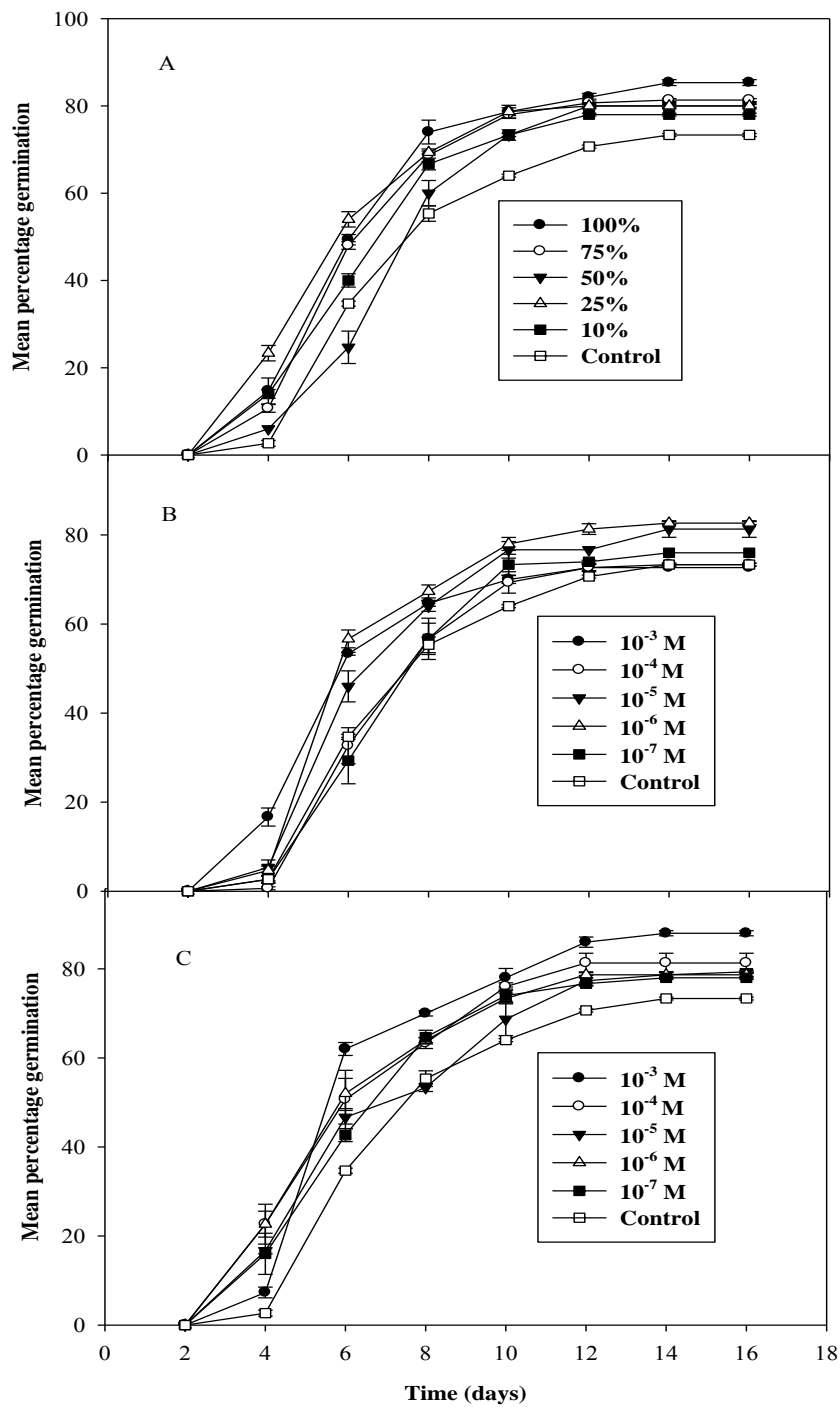 A
Mean percentage germination
100
80
60
40
20
0
100%
75%
50%
25%
10%
Control
B
Mean percentage germination
80
60
40
20
0
10⁻³ M
10⁻⁴ M
10⁻⁵ M
10⁻⁶ M
10⁻⁷ M
Control
C
Mean percentage germination
80
60
40
20
0
10⁻³ M
10⁻⁴ M
10⁻⁵ M
10⁻⁶ M
10⁻⁷ M
Control
0 2 4 6 8 10 12 14 16 18
Time (days)